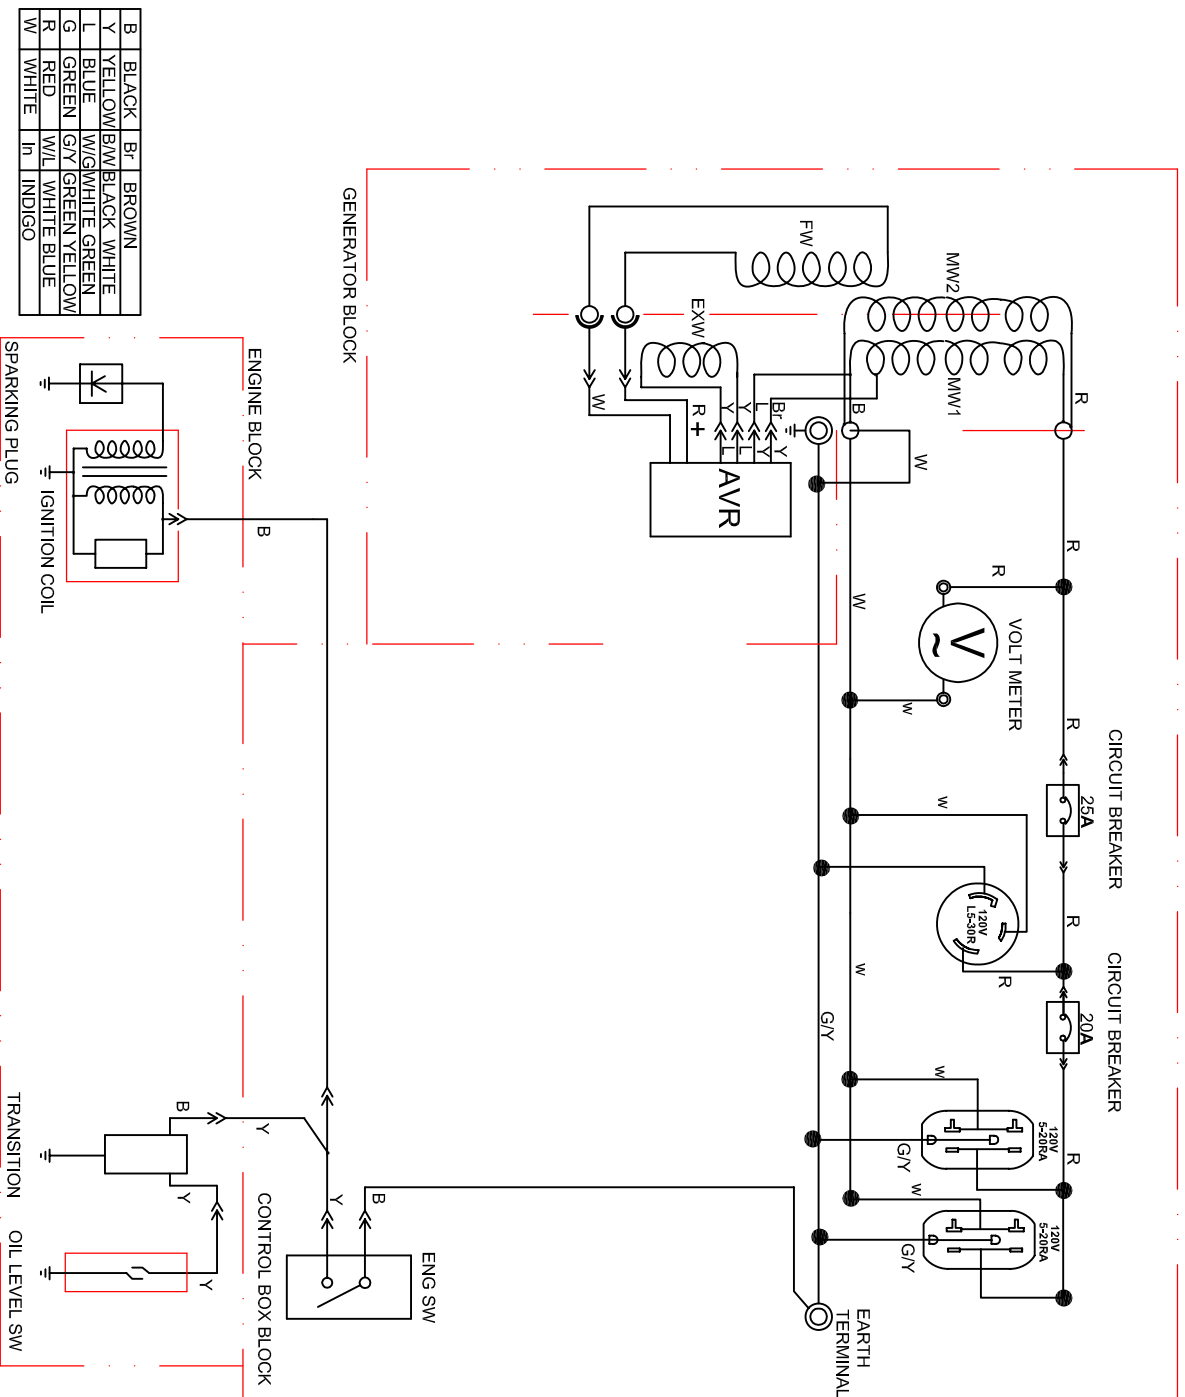 CIRCUIT BREAKER
25A
CIRCUIT BREAKER
20A
R
R
R
R
R
R
R
VOLT METER
V
~
W
W
w
w
w
w
w
120V
L5-30R
120V
5-20RA
120V
5-20RA
G/Y
G/Y
G/Y
EARTH
TERMINAL
MW2
MW1
FW
EXW
B
Br
L
Y
Y
Y
Y
L
L
R +
W
AVR
GENERATOR BLOCK
ENG SW
B
Y
CONTROL BOX BLOCK
ENGINE BLOCK
B
Y
B
Y
Y
IGNITION COIL
SPARKING PLUG
TRANSITION
OIL LEVEL SW
B BLACK Br BROWN
Y YELLOW B/W BLACK WHITE
L BLUE W/G WHITE GREEN
G GREEN G/Y GREEN YELLOW
R RED W/L WHITE BLUE
W WHITE In INDIGO